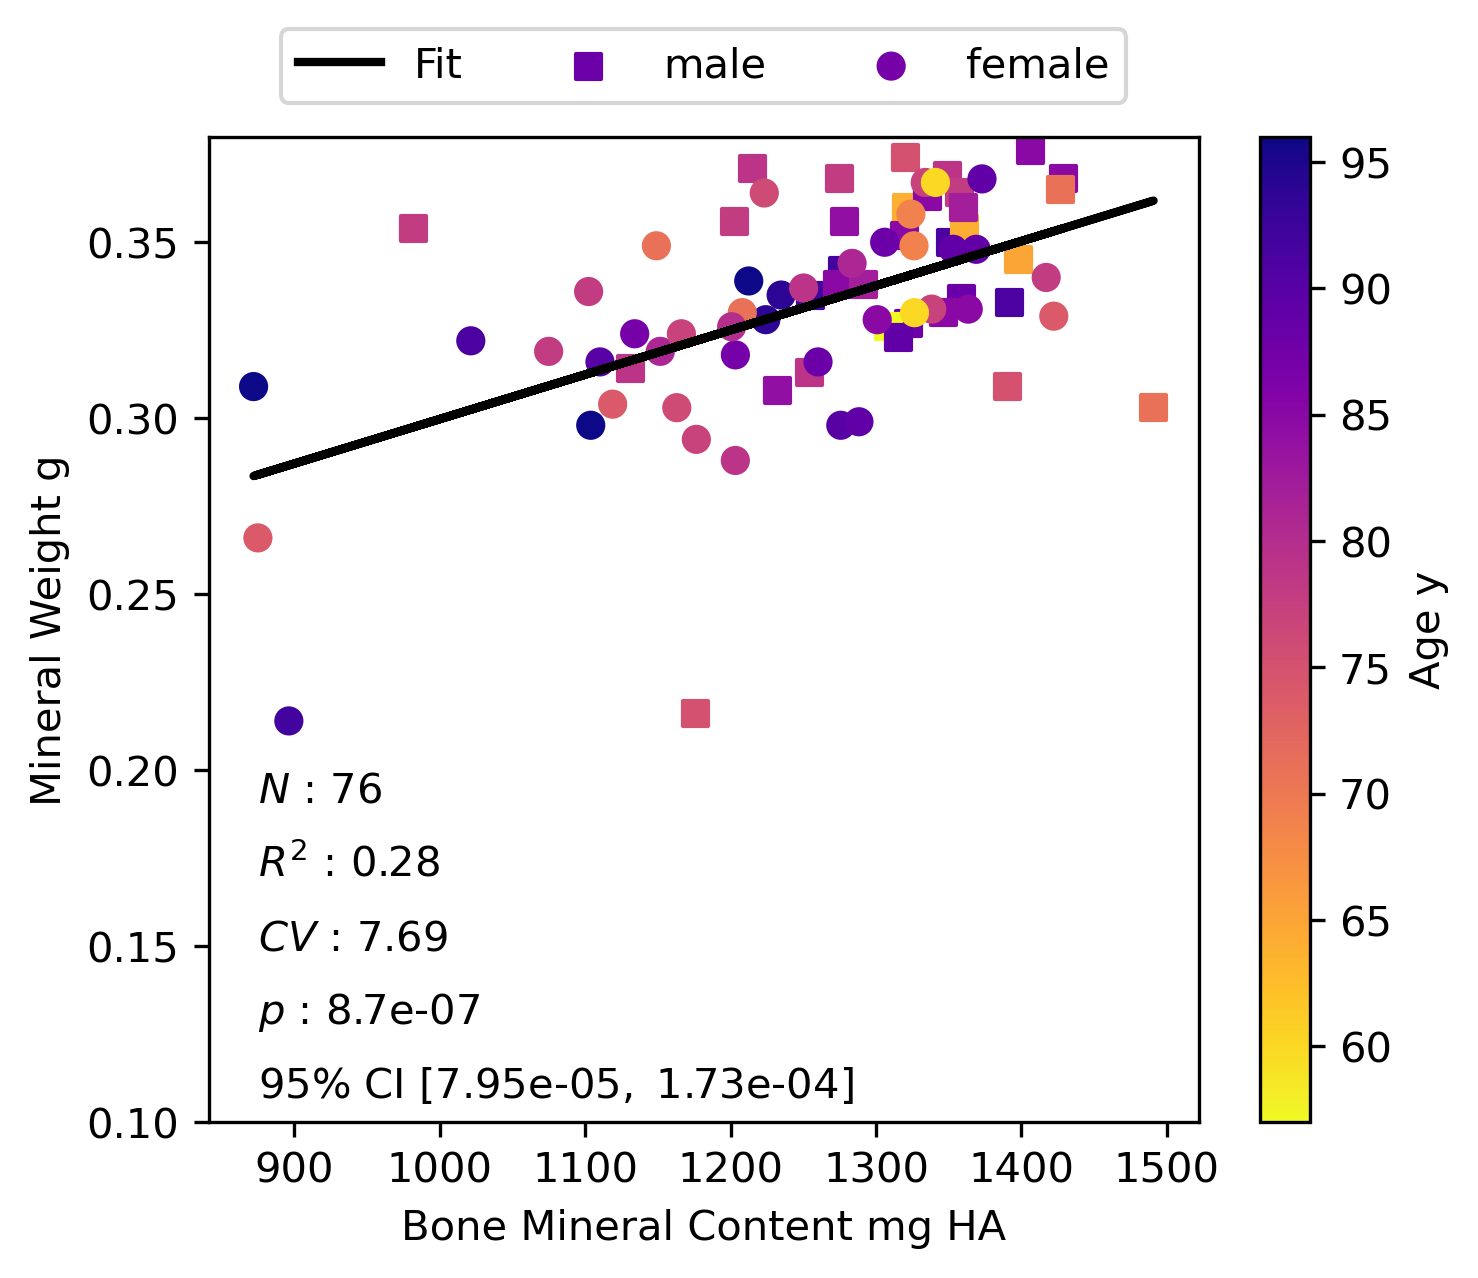 Fit male female
0.35
0.30
0.25
0.20
0.15
0.10
Mineral Weight g
N : 76
R² : 0.28
CV : 7.69
p : 8.7e-07
95% CI [7.95e-05, 1.73e-04]
900 1000 1100 1200 1300 1400 1500
Bone Mineral Content mg HA
95
90
85
80
75
70
65
60
Age y